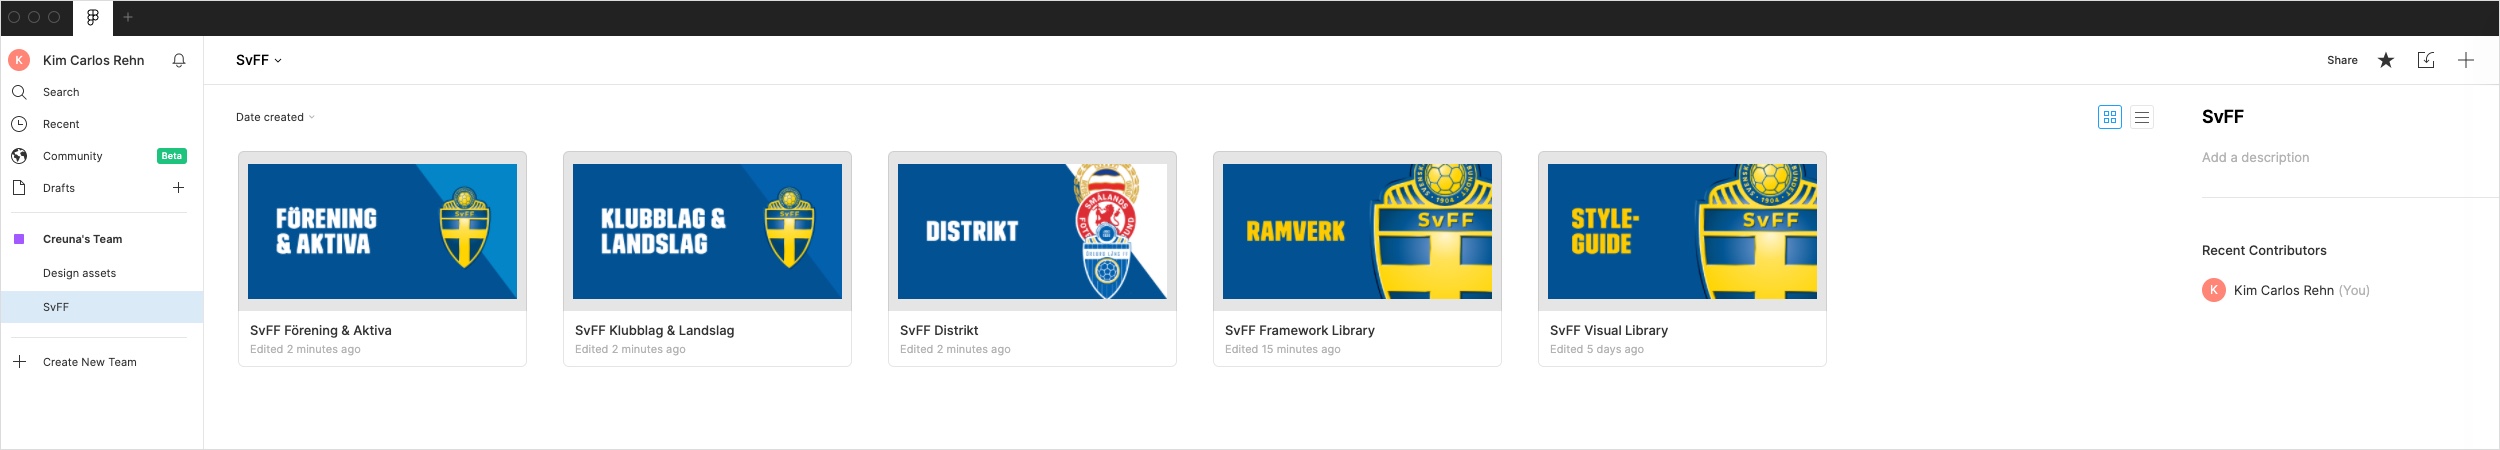 K Kim Carlos Rehn
Search
Recent
Community Beta
Drafts
Creuna's Team
Design assets
SvFF
Create New Team
SvFF
Share
Date created
FÖRENING
& AKTIVA
SvFF
SvFF Förening & Aktiva
Edited 2 minutes ago
KLUBBLAG &
LANDSLAG
SvFF
SvFF Klubblag & Landslag
Edited 2 minutes ago
DISTRIKT
SMÅLANDS
SvFF Distrikt
Edited 2 minutes ago
RAMVERK
1904
SvFF
SvFF Framework Library
Edited 15 minutes ago
STYLE-
GUIDE
1904
SvFF
SvFF Visual Library
Edited 5 days ago
SvFF
Add a description
Recent Contributors
K Kim Carlos Rehn (You)